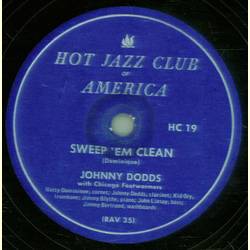 HOT JAZZ CLUB
OF
AMERICA
HC 19
SWEEP 'EM CLEAN
(Dominique)
JOHNNY DODDS
with Chicago Footwarmers
Natty Dominique, cornet; Johnny Dodds, clarinet; Kid Ory,
trombone; Jimmy Blythe, piano; John Lindsay, bass;
Jimmy Bertrand, washboards
(RAV 35)